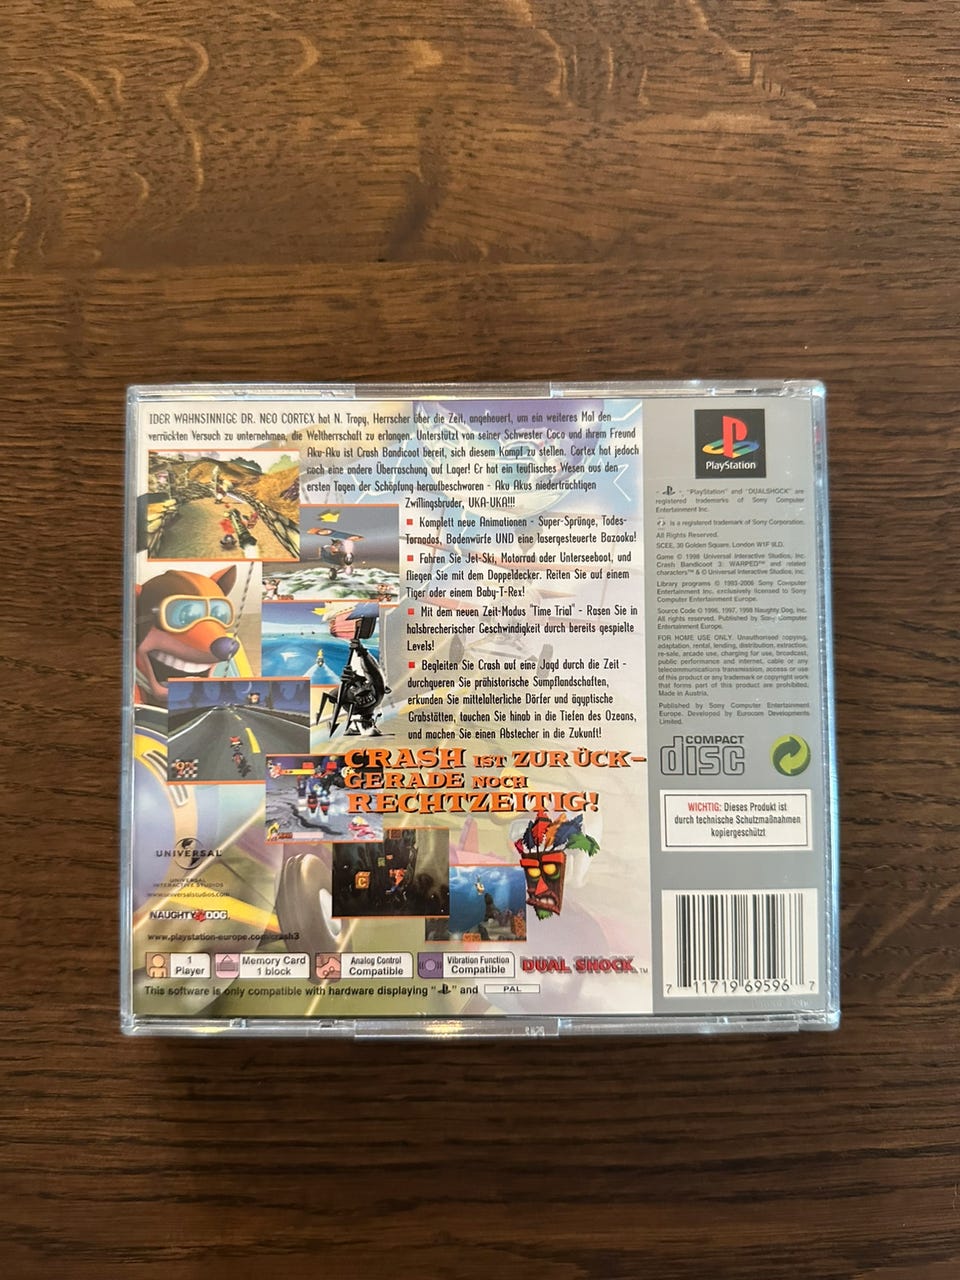 !DER WAHNSINNIGE DR. NEO CORTEX hat N. Tropy, Herrscher über die Zeit, angeheuert, um ein weiteres Mal den
verrückten Versuch zu unternehmen, die Weltherrschaft zu erlangen. Unterstützt von seiner Schwester Coco und ihrem Freund
Aku-Aku ist Crash Bandicoot bereit, sich diesem Kampf zu stellen. Cortex hat jedoch
noch eine andere Überraschung auf Lager! Er hat ein teuflisches Wesen aus den
ersten Tagen der Schöpfung heraufbeschworen - Aku Akus niederträchtigen
Zwillingsbruder, UKA-UKA!!!
Komplett neue Animationen - Super-Sprünge, Todes-
Tornados, Bodenwürfe UND eine lasergesteuerte Bazooka!
Fahren Sie Jet-Ski, Motorrad oder Unterseeboot, und
fliegen Sie mit dem Doppeldecker. Reiten Sie auf einem
Tiger oder einem Baby-T-Rex!
Mit dem neuen Zeit-Modus "Time Trial" - Rasen Sie in
halsbrecherischer Geschwindigkeit durch bereits gespielte
Levels!
Begleiten Sie Crash auf eine Jagd durch die Zeit -
durchqueren Sie prähistorische Sumpflandschaften,
erkunden Sie mittelalterliche Dörfer und ägyptische
Grabstätten, tauchen Sie hinab in die Tiefen des Ozeans,
und machen Sie einen Abstecher in die Zukunft!
CRASH IST ZURÜCK-
GERADE NOCH
RECHTZEITIG!
UNIVERSAL
UNIVERSAL
INTERACTIVE STUDIOS
www.universalstudios.com
NAUGHTY DOG
www.playstation-europe.com/crash3
1
Player
Memory Card
1 block
Analog Control
Compatible
Vibration Function
Compatible
DUAL SHOCK™
This software is only compatible with hardware displaying " " and PAL
PlayStation
" ", "PlayStation" and "DUALSHOCK" are
registered trademarks of Sony Computer
Entertainment Inc.
is a registered trademark of Sony Corporation.
All Rights Reserved.
SCEE, 30 Golden Square, London W1F 9LD.
Game © 1998 Universal Interactive Studios, Inc.
Crash Bandicoot 3: WARPED™ and related
characters™ & © Universal Interactive Studios, Inc.
Library programs © 1993-2006 Sony Computer
Entertainment Inc. exclusively licensed to Sony
Computer Entertainment Europe.
Source Code © 1996, 1997, 1998 Naughty Dog, Inc.
All rights reserved. Published by Sony Computer
Entertainment Europe.
FOR HOME USE ONLY. Unauthorised copying,
adaptation, rental, lending, distribution, extraction,
re-sale, arcade use, charging for use, broadcast,
public performance and internet, cable or any
telecommunications transmission, access or use
of this product or any trademark or copyright work
that forms part of this product are prohibited.
Made in Austria.
Published by Sony Computer Entertainment
Europe. Developed by Eurocom Developments
Limited.
COMPACT
disc
WICHTIG: Dieses Produkt ist
durch technische Schutzmaßnahmen
kopiergeschützt
7 11719 69596 7